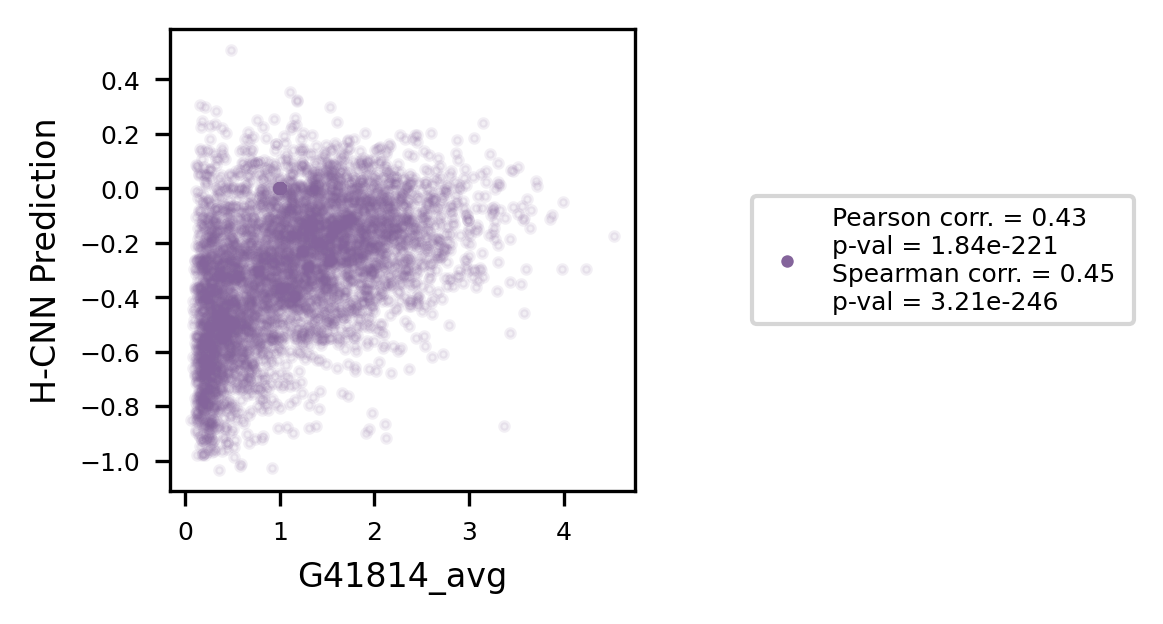 H-CNN Prediction
0.4
0.2
0.0
−0.2
−0.4
−0.6
−0.8
−1.0
0 1 2 3 4
G41814_avg
Pearson corr. = 0.43
p-val = 1.84e-221
Spearman corr. = 0.45
p-val = 3.21e-246